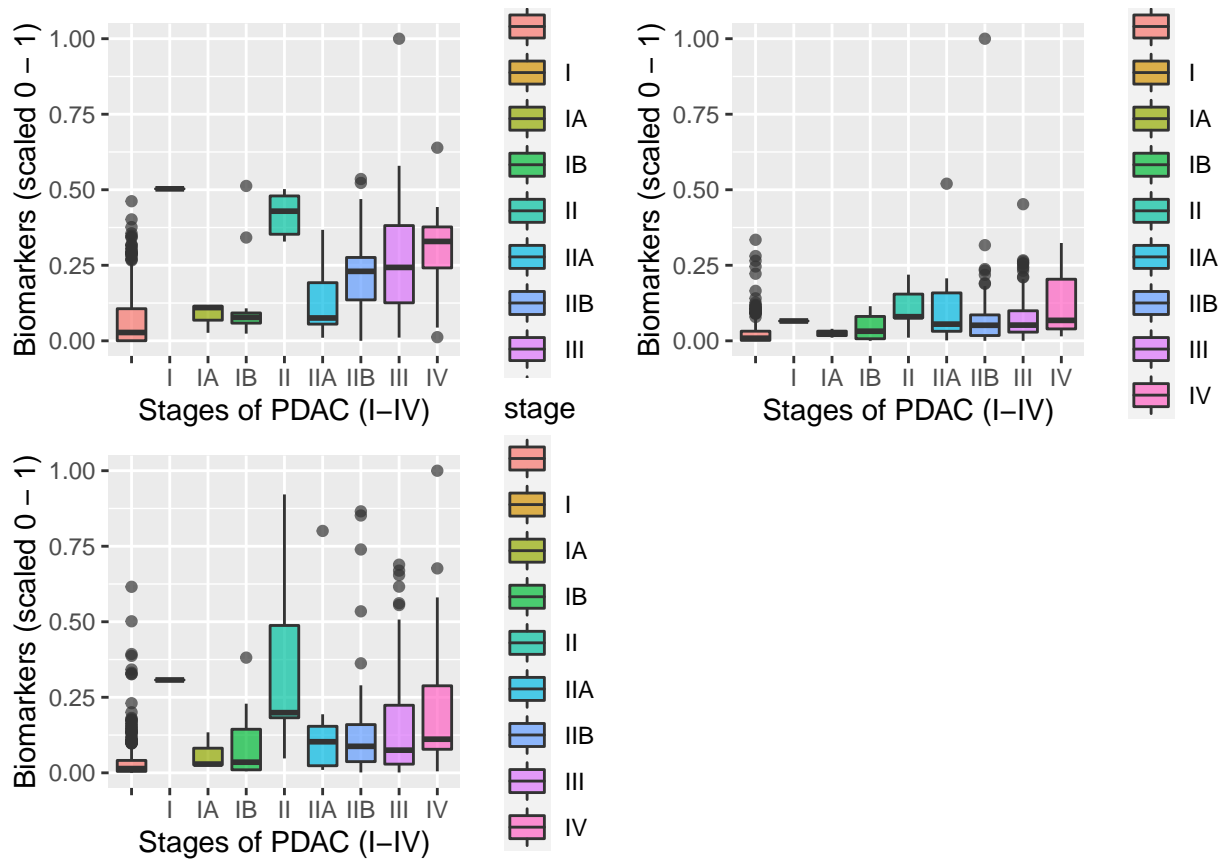 Biomarkers (scaled 0 − 1)
1.00
0.75
0.50
0.25
0.00
I IA IB II IIA IIB III IV
Stages of PDAC (I−IV)
I
IA
IB
II
IIA
IIB
III
Biomarkers (scaled 0 − 1)
1.00
0.75
0.50
0.25
0.00
I IA IB II IIA IIB III IV
Stages of PDAC (I−IV)
I
IA
IB
II
IIA
IIB
III
IV
Biomarkers (scaled 0 − 1)
1.00
0.75
0.50
0.25
0.00
I IA IB II IIA IIB III IV
Stages of PDAC (I−IV)
stage
I
IA
IB
II
IIA
IIB
III
IV